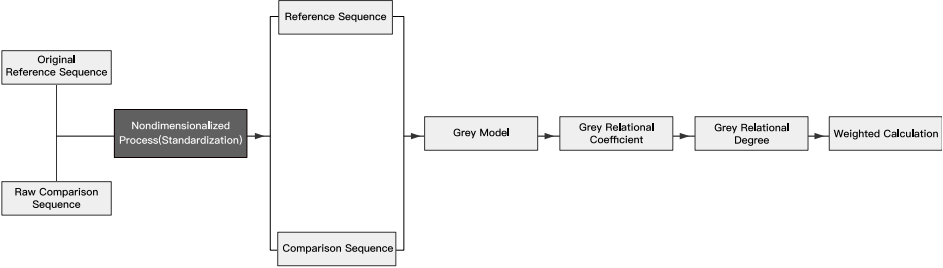 Original
Reference Sequence
Raw Comparison
Sequence
Nondimensionalized
Process(Standardization)
Reference Sequence
Comparison Sequence
Grey Model
Grey Relational
Coefficient
Grey Relational
Degree
Weighted Calculation